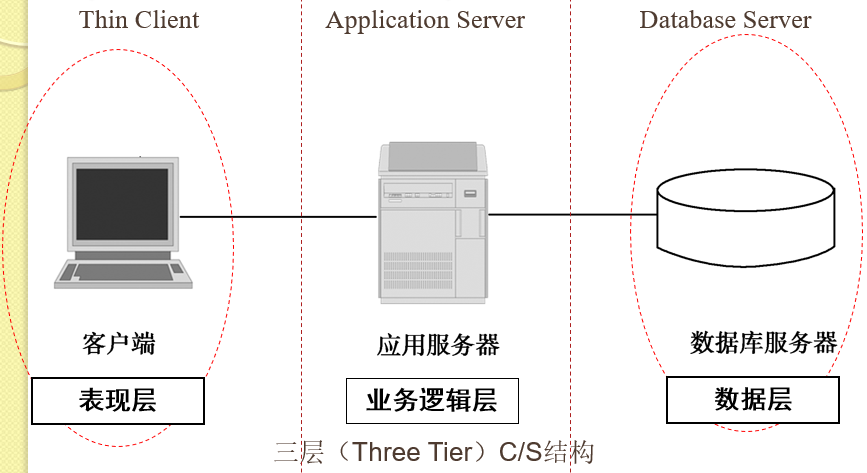 Thin Client
Application Server
Database Server
客户端
应用服务器
数据库服务器
表现层
业务逻辑层
数据层
三层（Three Tier）C/S结构